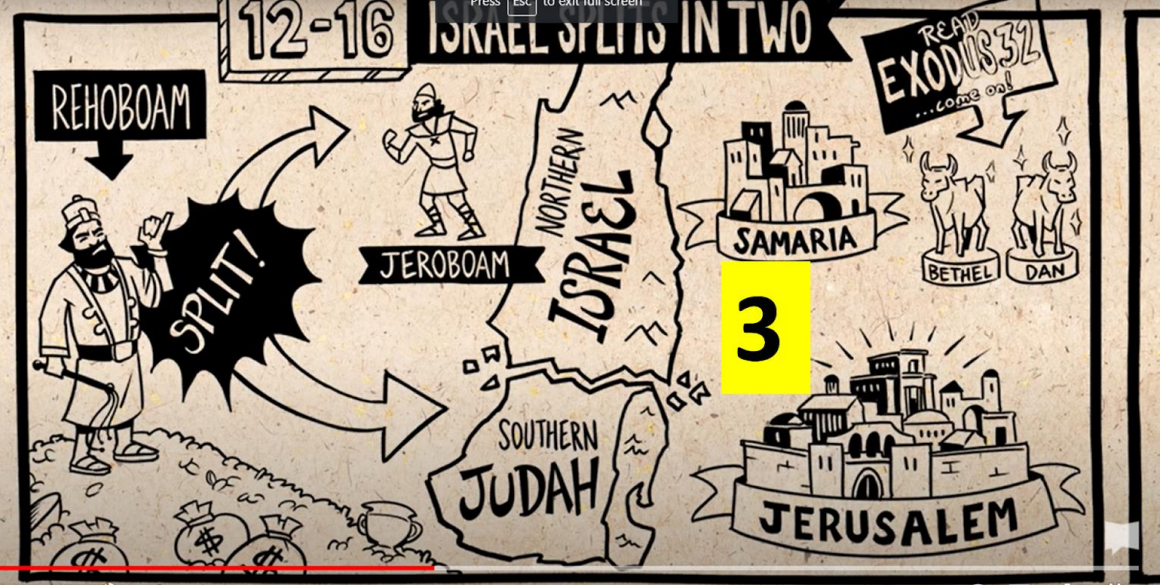 Press Esc to exit full screen
12-16
ISRAEL SPLITS IN TWO
READ
EXODUS 32
...come on!
REHOBOAM
SPLIT!
JEROBOAM
NORTHERN
ISRAEL
SAMARIA
BETHEL
DAN
3
SOUTHERN
JUDAH
JERUSALEM
$
$
$